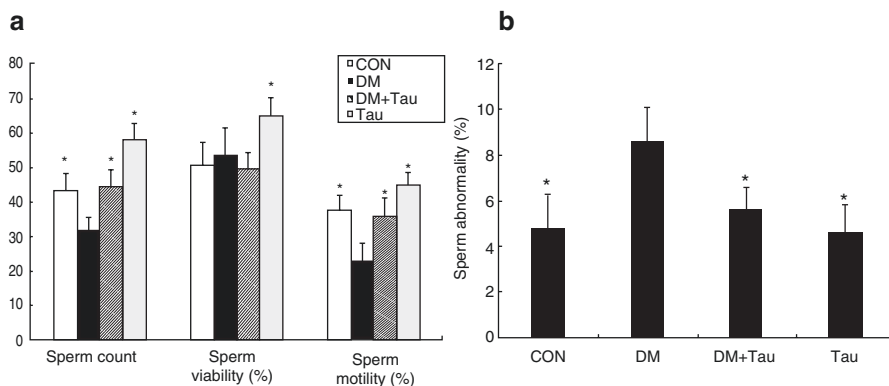 a
80
70
60
50
40
30
20
10
0
CON
DM
DM+Tau
Tau
*
*
*
*
*
*
*
Sperm count
Sperm
viability (%)
Sperm
motility (%)
b
Sperm abnormality (%)
12
10
8
6
4
2
0
*
*
*
CON
DM
DM+Tau
Tau